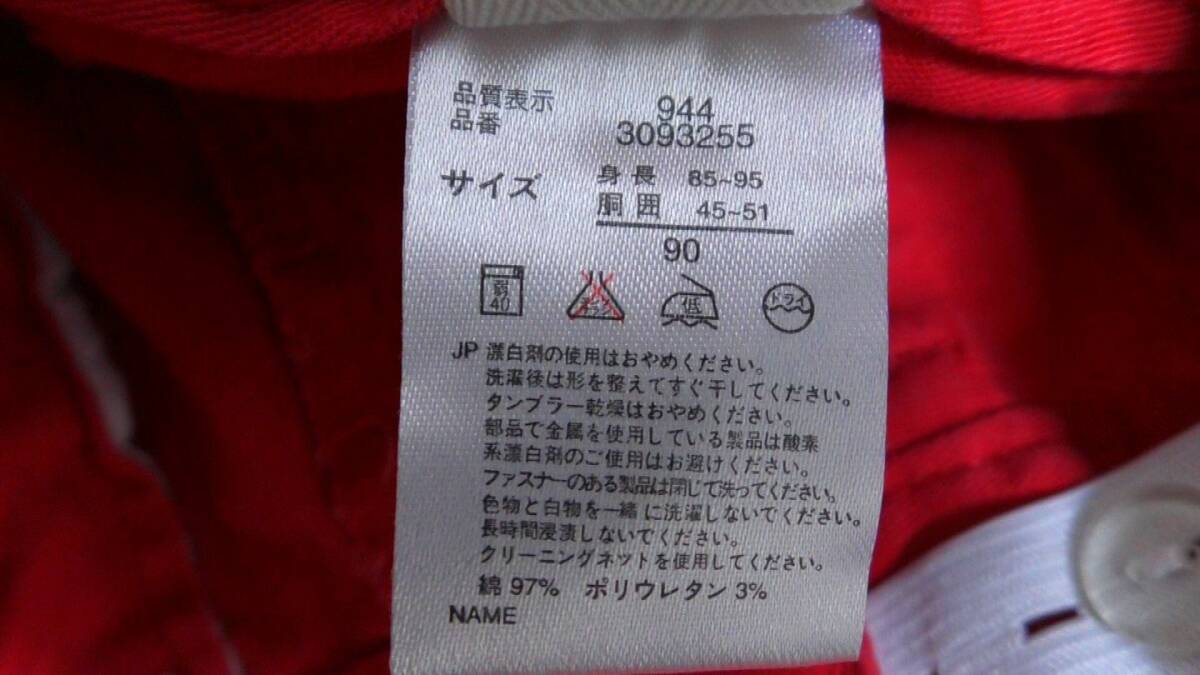 品質表示 944
品番 3093255
サイズ 身長 85~95
胴囲 45~51
90
弱 40 低 ドライ
JP 漂白剤の使用はおやめください。
洗濯後は形を整えてすぐ干してください。
タンブラー乾燥はおやめください。
部品で金属を使用している製品は酸素
系漂白剤のご使用はお避けください。
ファスナーのある製品は閉じて洗ってください。
色物と白物を一緒に洗濯しないでください。
長時間浸漬しないでください。
クリーニングネットを使用してください。
綿 97% ポリウレタン 3%
NAME